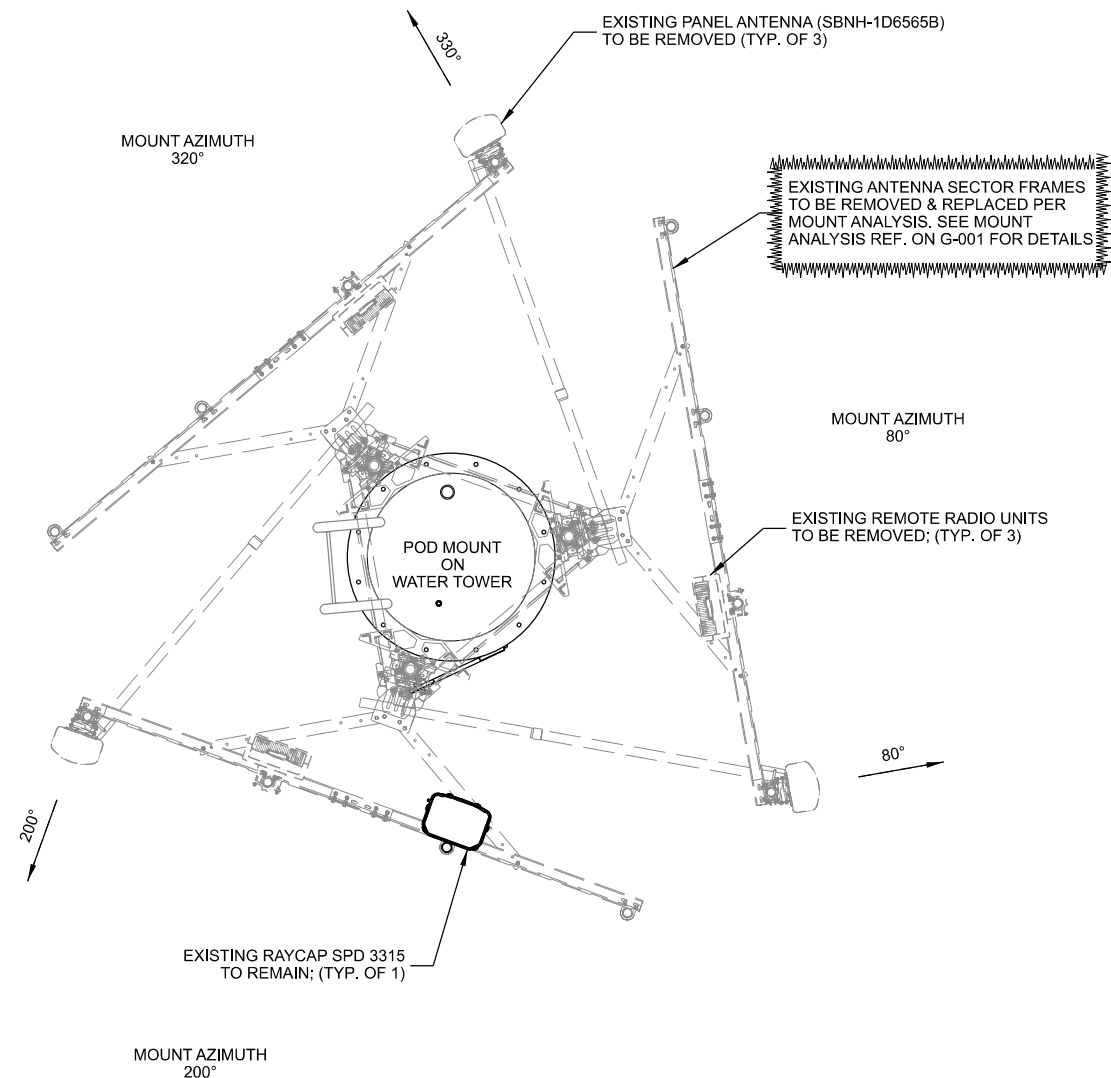 EXISTING PANEL ANTENNA (SBNH-1D6565B)
TO BE REMOVED (TYP. OF 3)
330°
MOUNT AZIMUTH
320°
EXISTING ANTENNA SECTOR FRAMES
TO BE REMOVED & REPLACED PER
MOUNT ANALYSIS. SEE MOUNT
ANALYSIS REF. ON G-001 FOR DETAILS
MOUNT AZIMUTH
80°
EXISTING REMOTE RADIO UNITS
TO BE REMOVED; (TYP. OF 3)
POD MOUNT
ON
WATER TOWER
80°
200°
EXISTING RAYCAP SPD 3315
TO REMAIN; (TYP. OF 1)
MOUNT AZIMUTH
200°